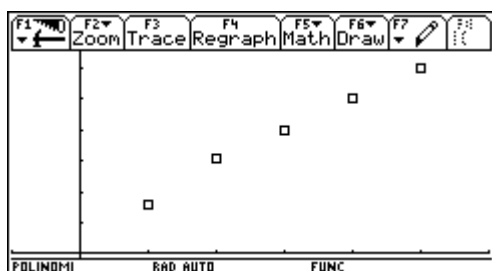 F1 F2 F3 F4 F5 F6 F7
Zoom Trace Regraph Math Draw
POLINOMI RAD AUTO FUNC